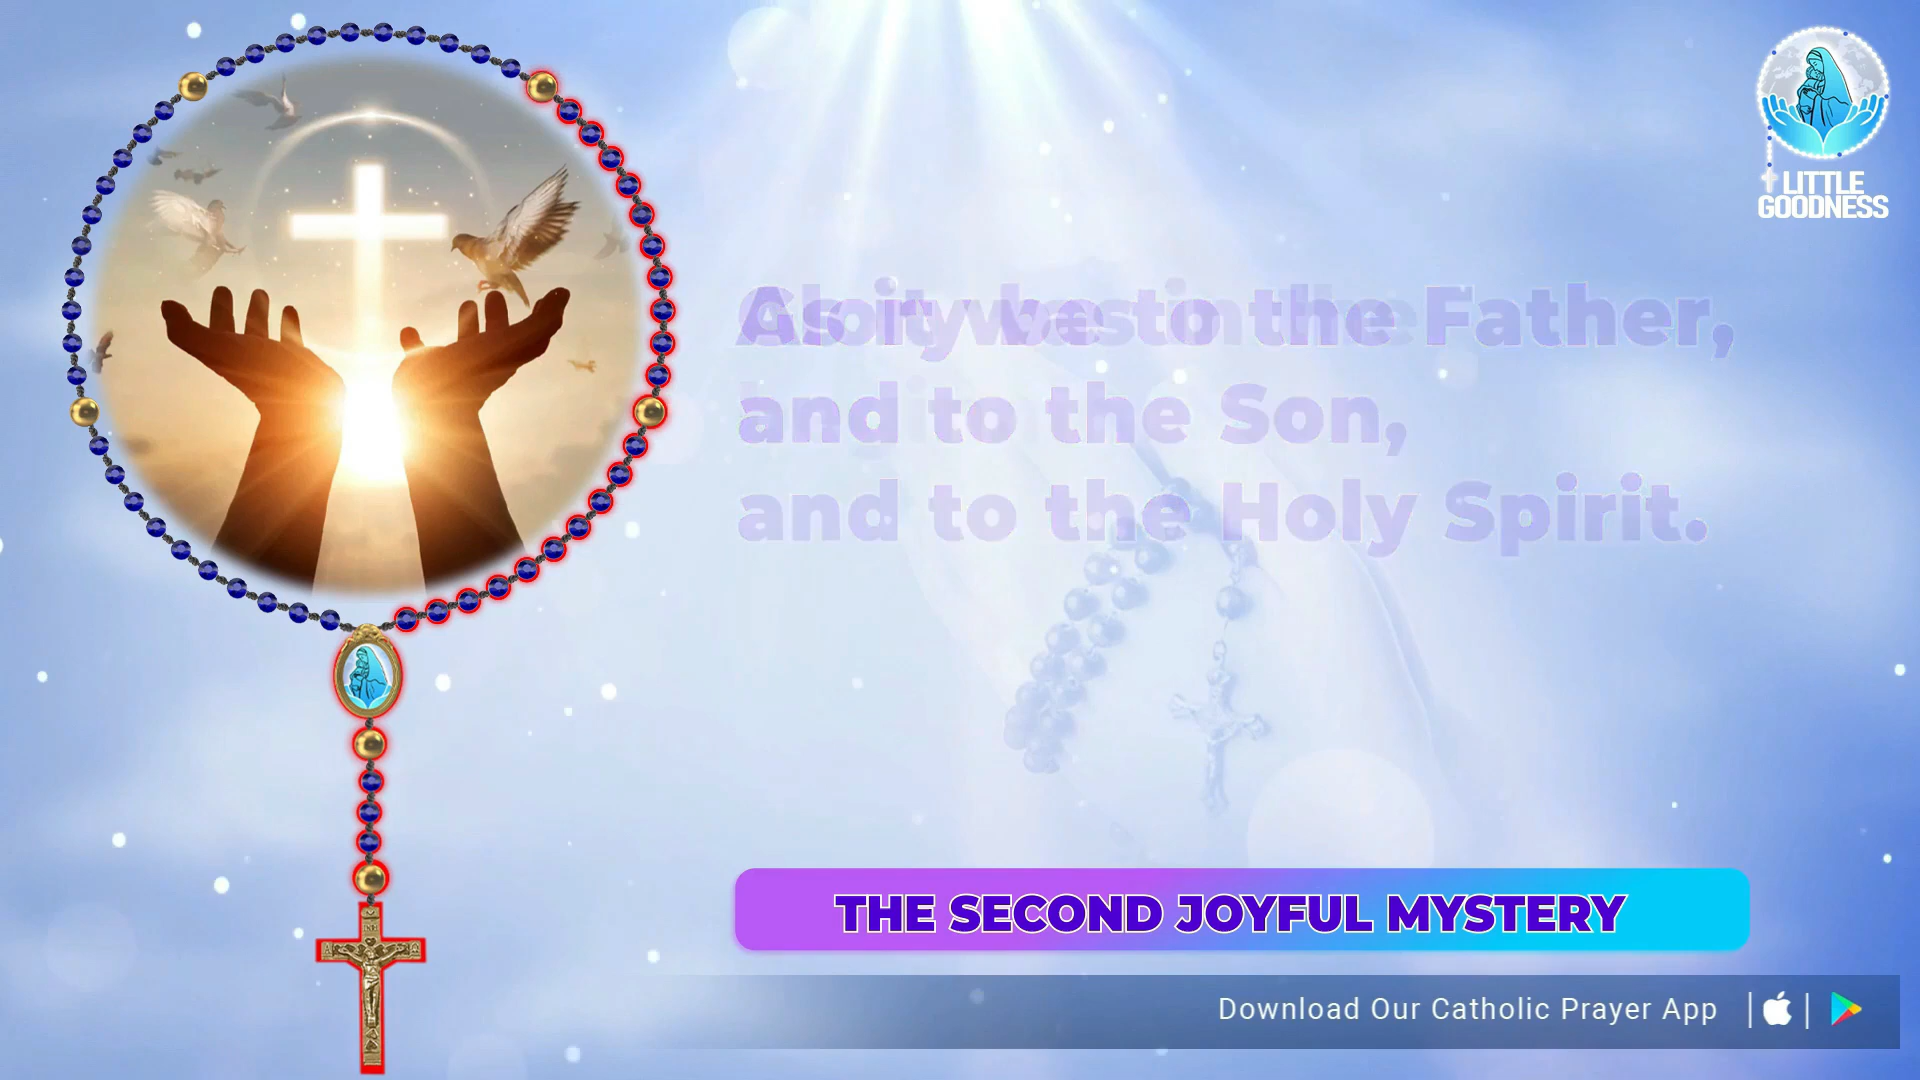 LITTLE
GOODNESS
Glory be to the Father,
and to the Son,
and to the Holy Spirit.
THE SECOND JOYFUL MYSTERY
Download Our Catholic Prayer App